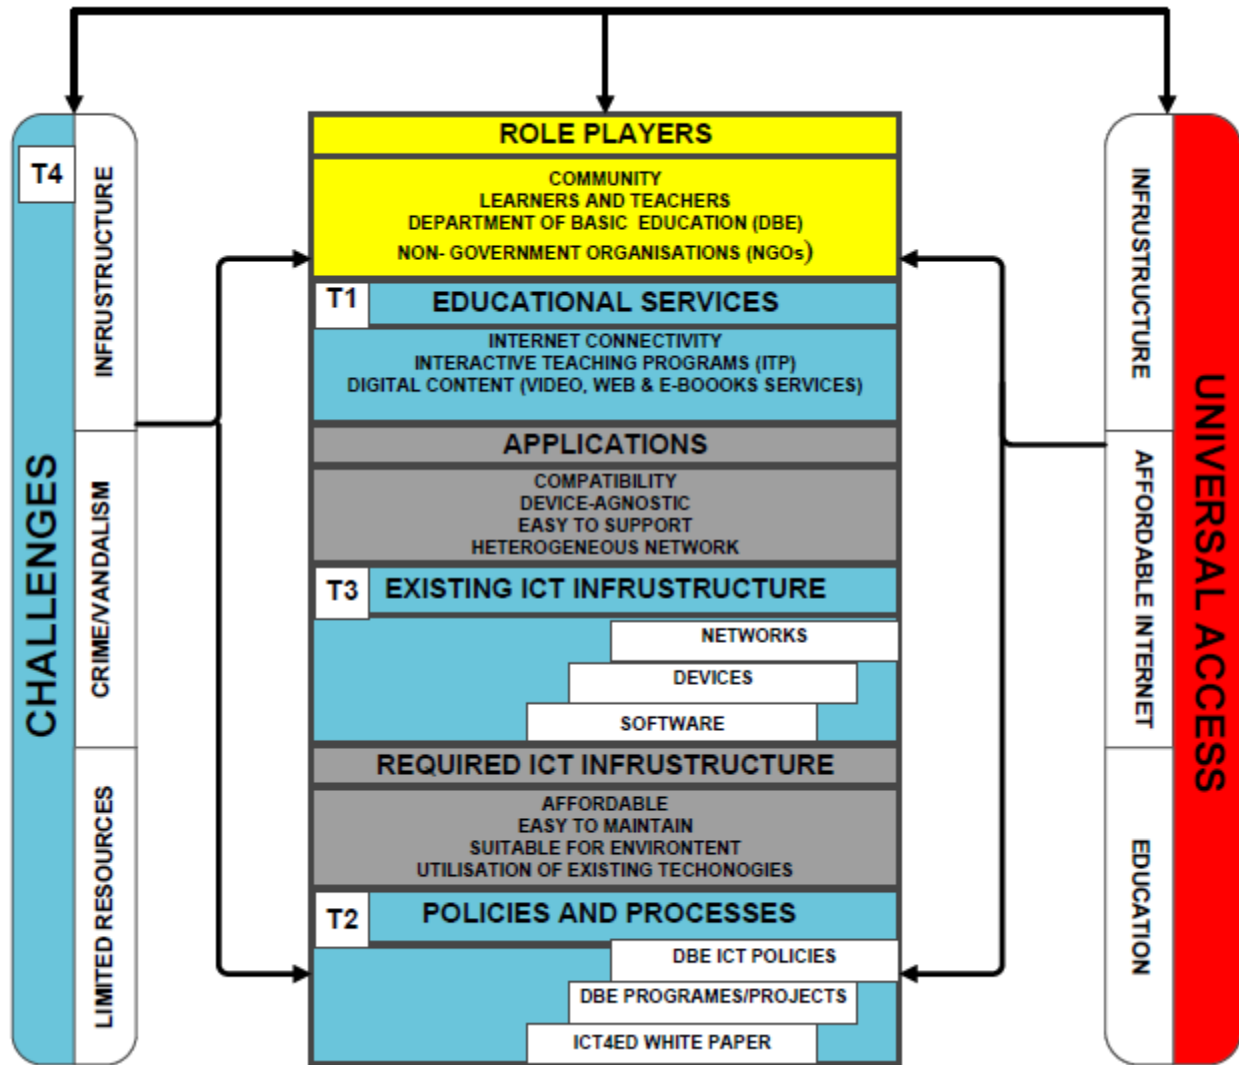 T4
CHALLENGES
INFRUSTRUCTURE
CRIME/VANDALISM
LIMITED RESOURCES
ROLE PLAYERS
COMMUNITY
LEARNERS AND TEACHERS
DEPARTMENT OF BASIC EDUCATION (DBE)
NON- GOVERNMENT ORGANISATIONS (NGOs)
T1
EDUCATIONAL SERVICES
INTERNET CONNECTIVITY
INTERACTIVE TEACHING PROGRAMS (ITP)
DIGITAL CONTENT (VIDEO, WEB & E-BOOOKS SERVICES)
APPLICATIONS
COMPATIBILITY
DEVICE-AGNOSTIC
EASY TO SUPPORT
HETEROGENEOUS NETWORK
T3
EXISTING ICT INFRUSTRUCTURE
NETWORKS
DEVICES
SOFTWARE
REQUIRED ICT INFRUSTRUCTURE
AFFORDABLE
EASY TO MAINTAIN
SUITABLE FOR ENVIRONTENT
UTILISATION OF EXISTING TECHONOGIES
T2
POLICIES AND PROCESSES
DBE ICT POLICIES
DBE PROGRAMES/PROJECTS
ICT4ED WHITE PAPER
INFRUSTRUCTURE
AFFORDABLE INTERNET
EDUCATION
UNIVERSAL ACCESS